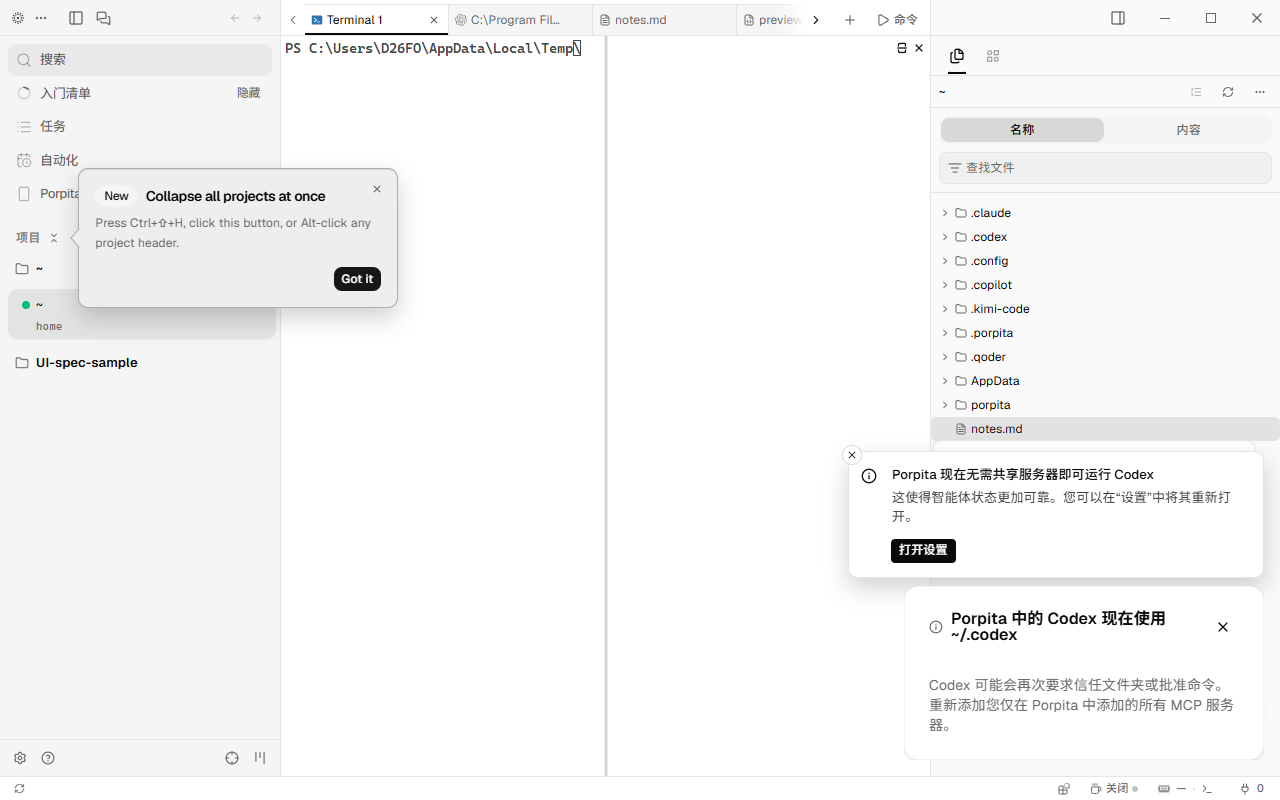 Terminal 1
C:\Program Fil...
notes.md
preview
命令
搜索
入门清单
隐藏
任务
自动化
Porpita
项目
~
~
home
UI-spec-sample
New
Collapse all projects at once
Press Ctrl+⇧+H, click this button, or Alt-click any
project header.
Got it
PS C:\Users\D26FO\AppData\Local\Temp\
~
名称
内容
查找文件
.claude
.codex
.config
.copilot
.kimi-code
.porpita
.qoder
AppData
porpita
notes.md
Porpita 现在无需共享服务器即可运行 Codex
这使得智能体状态更加可靠。您可以在“设置”中将其重新打
开。
打开设置
Porpita 中的 Codex 现在使用
~/.codex
Codex 可能会再次要求信任文件夹或批准命令。
重新添加您仅在 Porpita 中添加的所有 MCP 服务
器。
关闭
0